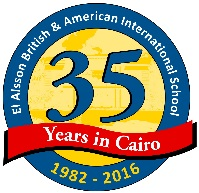 El Alsson British & American International School
35
Years in Cairo
1982 - 2016